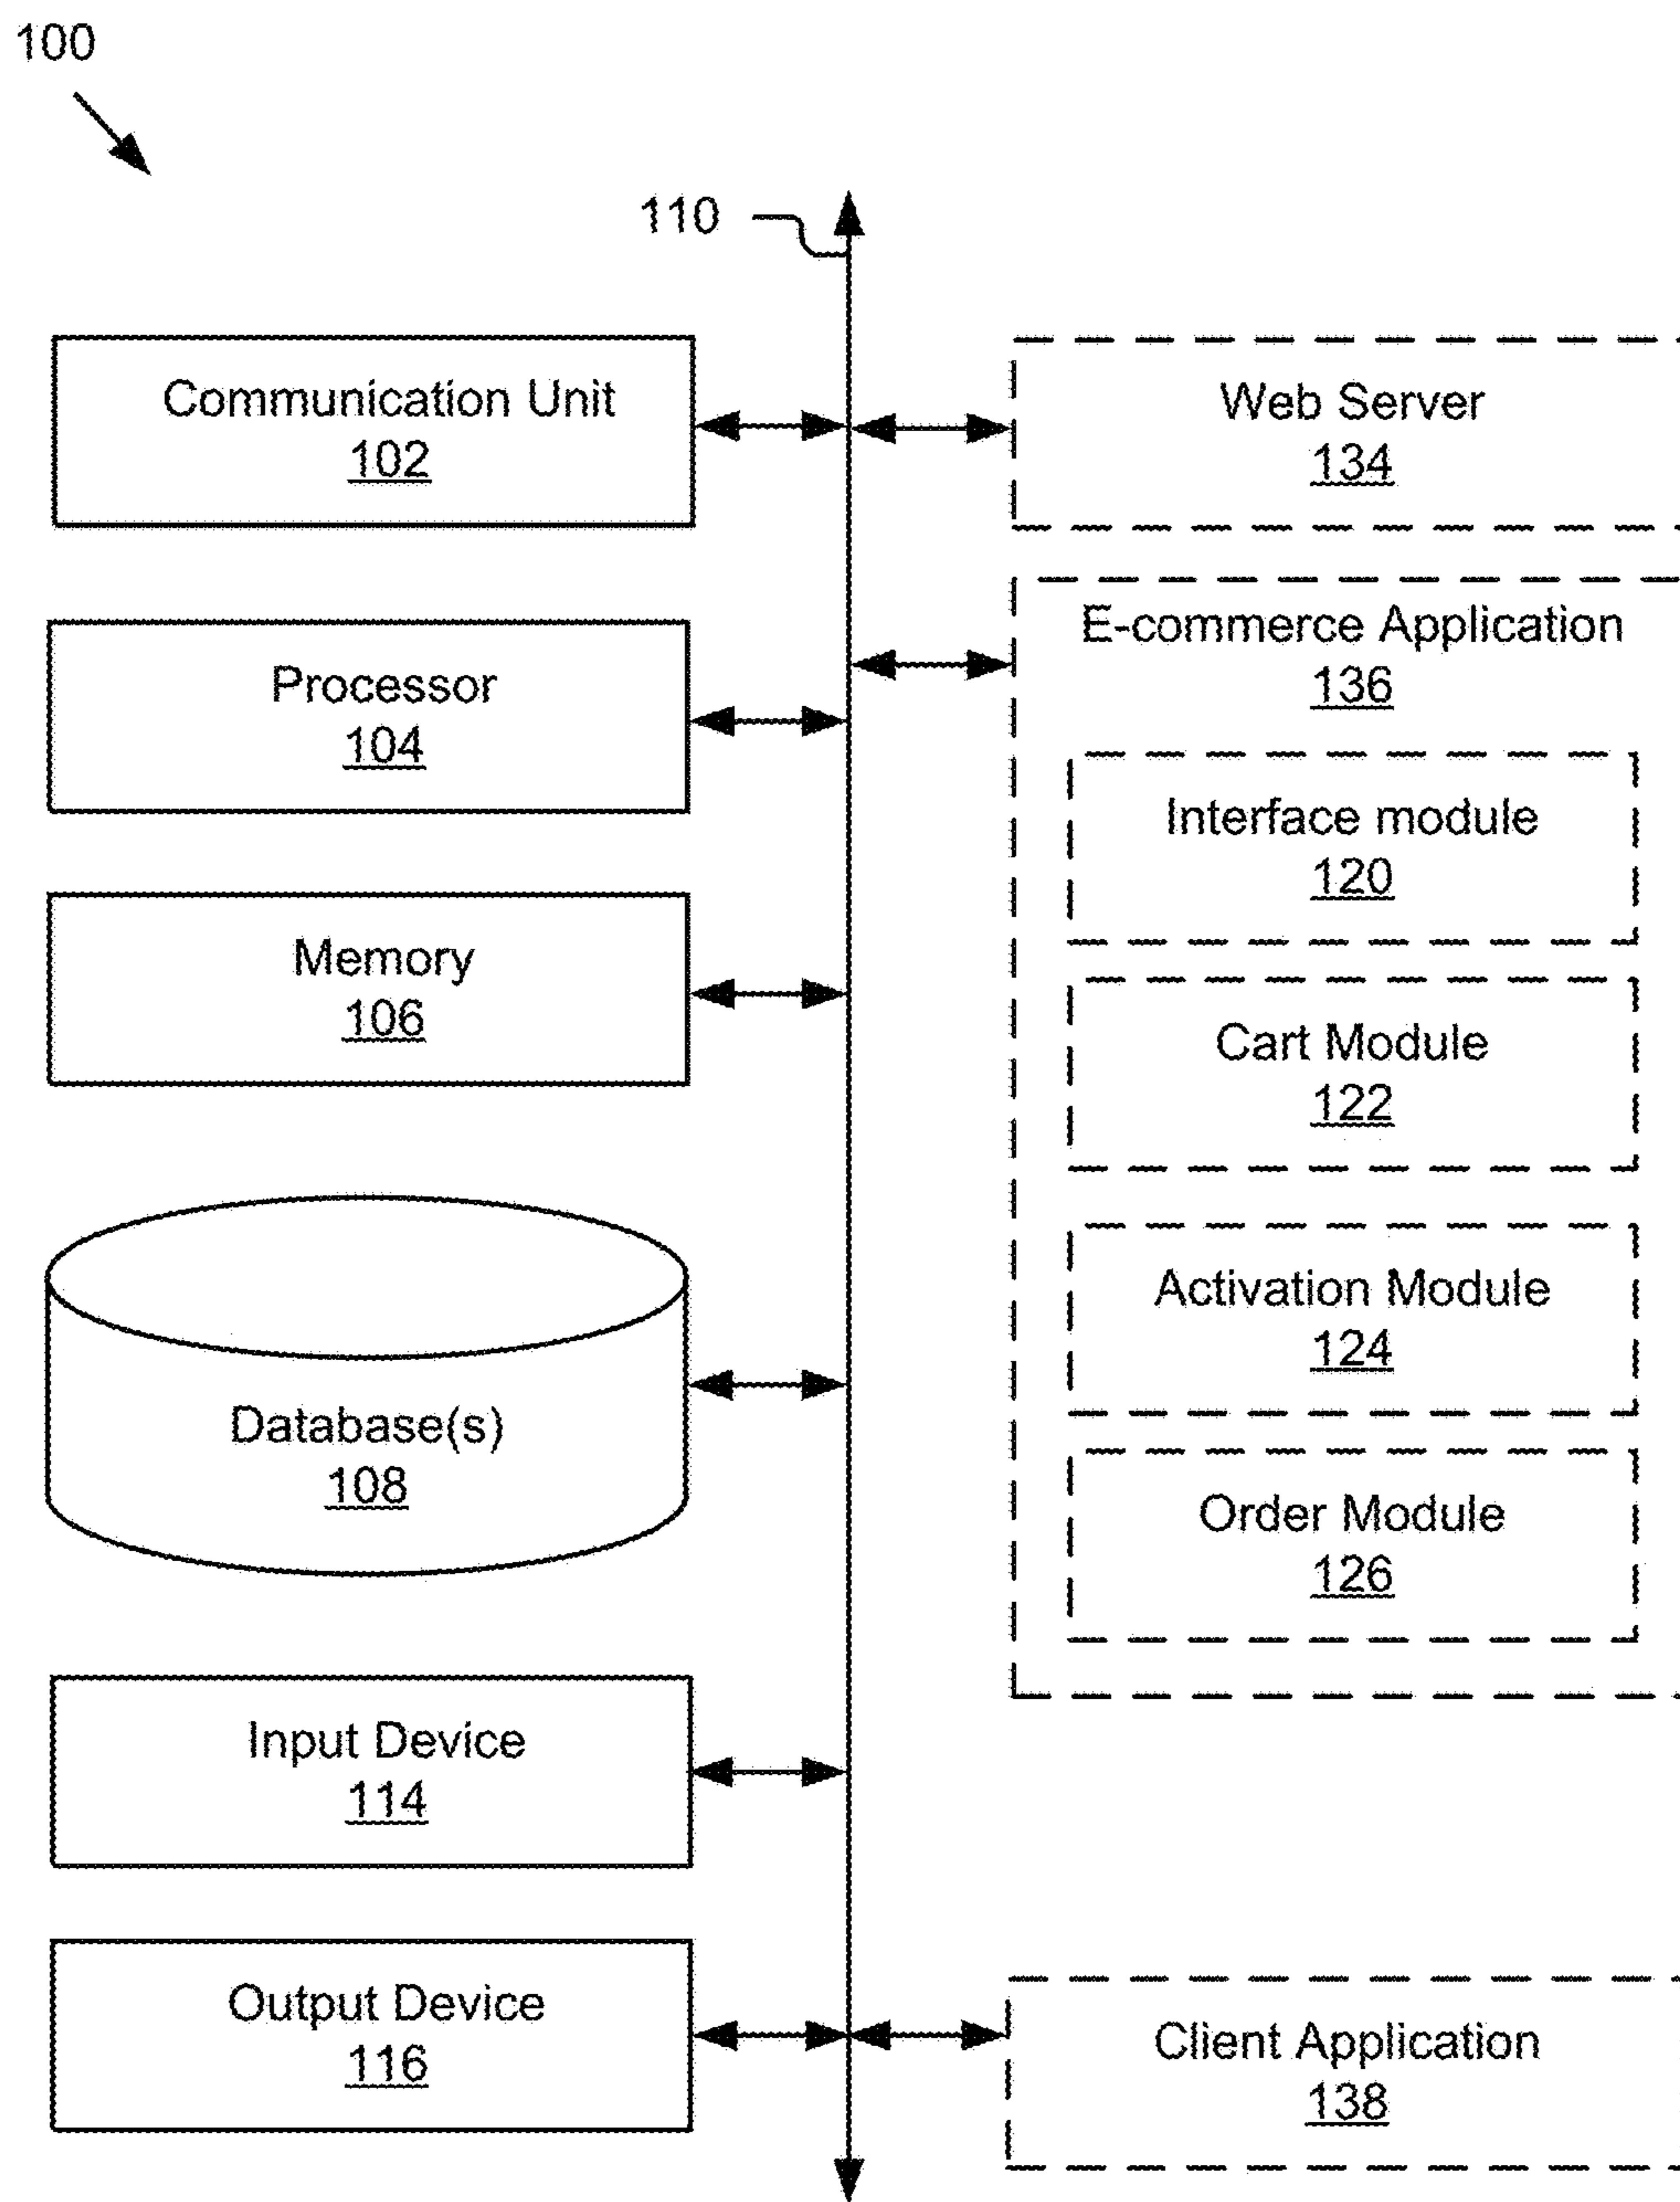 100
110
Communication Unit
102
Processor
104
Memory
106
Database(s)
108
Input Device
114
Output Device
116
Web Server
134
E-commerce Application
136
Interface module
120
Cart Module
122
Activation Module
124
Order Module
126
Client Application
138